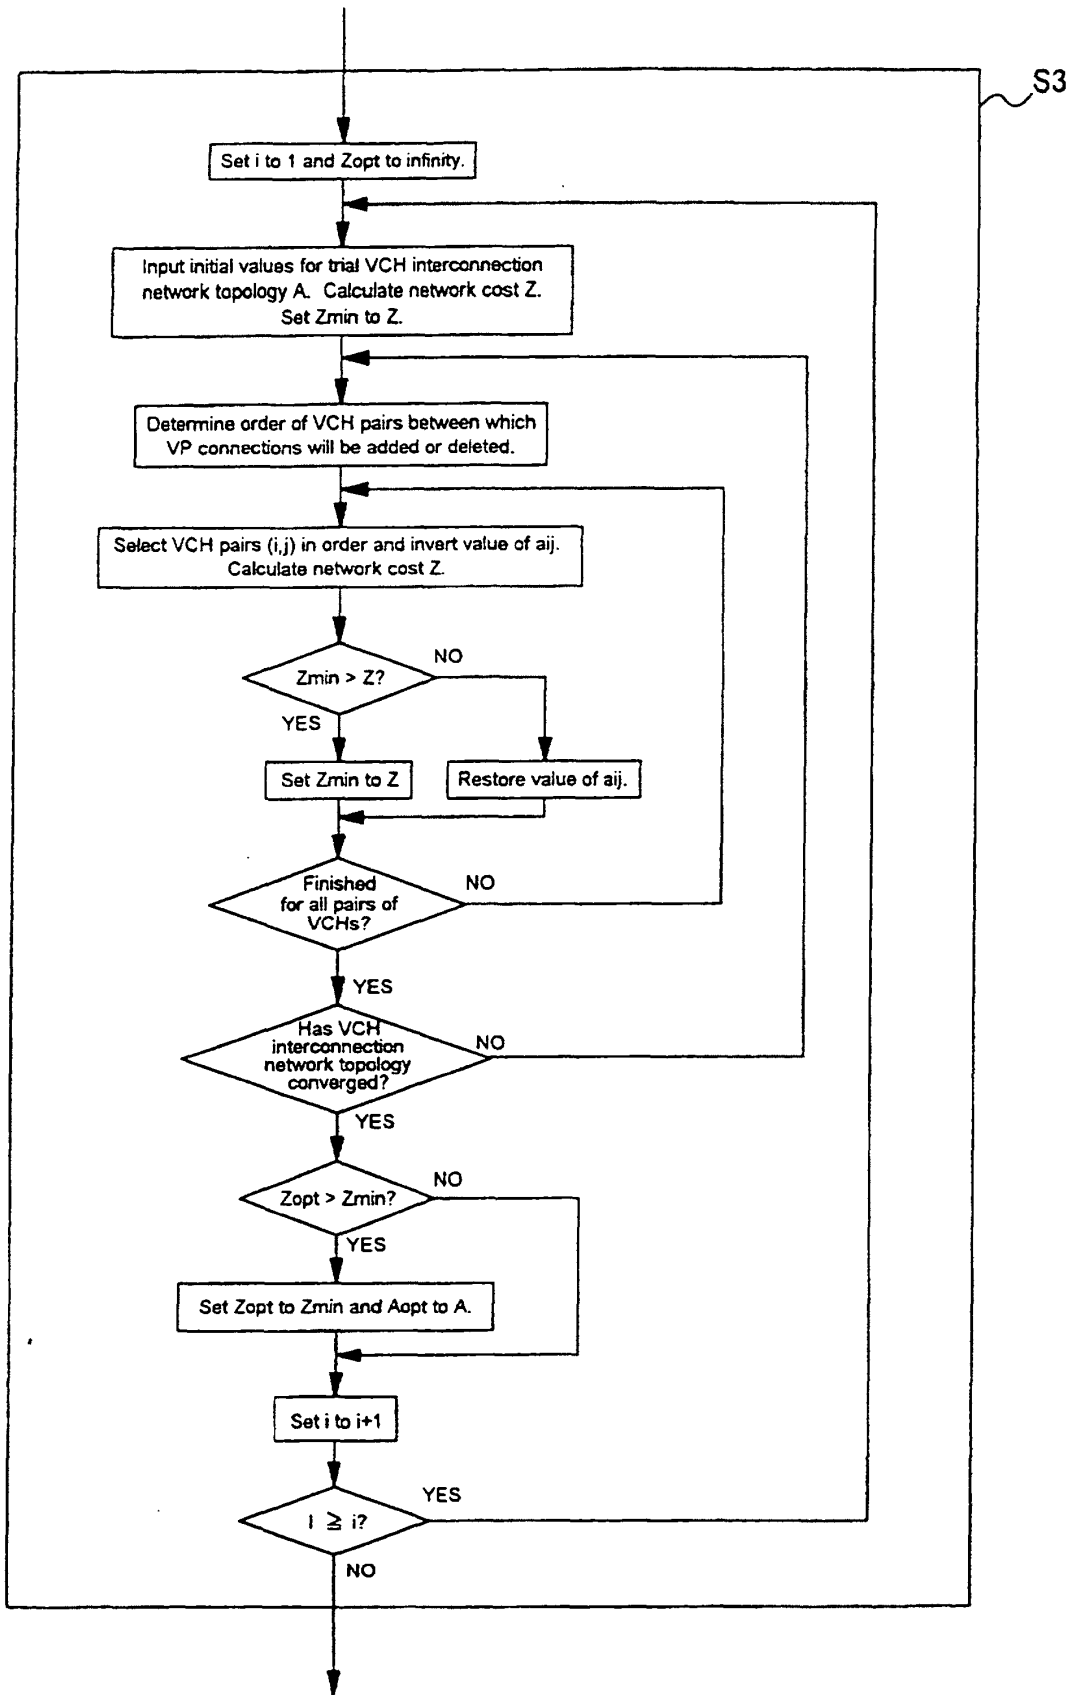 S3
Set i to 1 and Zopt to infinity.
Input initial values for trial VCH interconnection
network topology A. Calculate network cost Z.
Set Zmin to Z.
Determine order of VCH pairs between which
VP connections will be added or deleted.
Select VCH pairs (i,j) in order and invert value of aij.
Calculate network cost Z.
Zmin > Z?
NO
YES
Set Zmin to Z
Restore value of aij.
Finished
for all pairs of
VCHs?
NO
YES
Has VCH
interconnection
network topology
converged?
NO
YES
Zopt > Zmin?
NO
YES
Set Zopt to Zmin and Aopt to A.
Set i to i+1
I ≧ i?
YES
NO